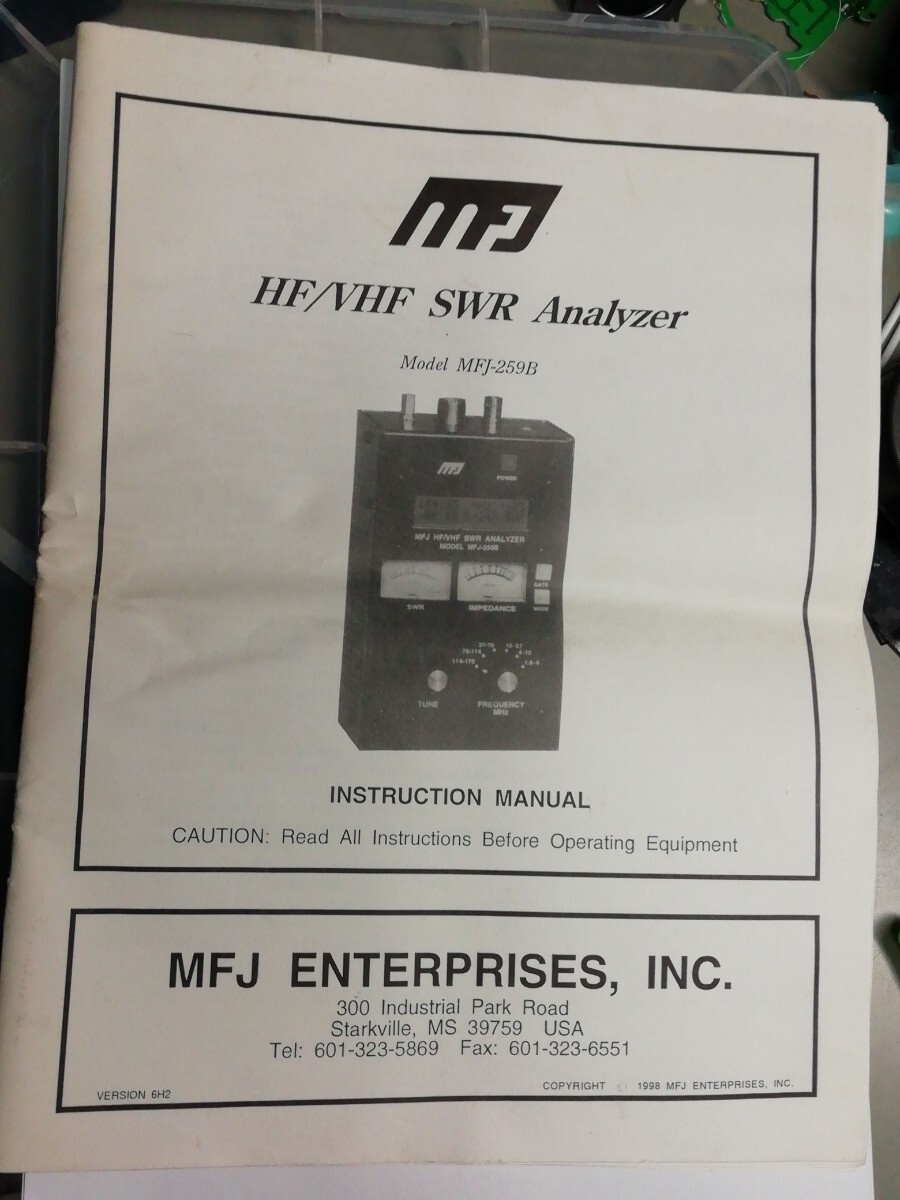 MFJ
HF/VHF SWR Analyzer
Model MFJ-259B
MFJ
POWER
MFJ HF/VHF SWR ANALYZER
MODEL MFJ-259B
GATE
MODE
SWR
IMPEDANCE
27-70
10-27
70-114
4-10
114-170
1.8-4
TUNE
FREQUENCY
MHz
INSTRUCTION MANUAL
CAUTION: Read All Instructions Before Operating Equipment
MFJ ENTERPRISES, INC.
300 Industrial Park Road
Starkville, MS 39759 USA
Tel: 601-323-5869 Fax: 601-323-6551
VERSION 6H2
COPYRIGHT © 1998 MFJ ENTERPRISES, INC.